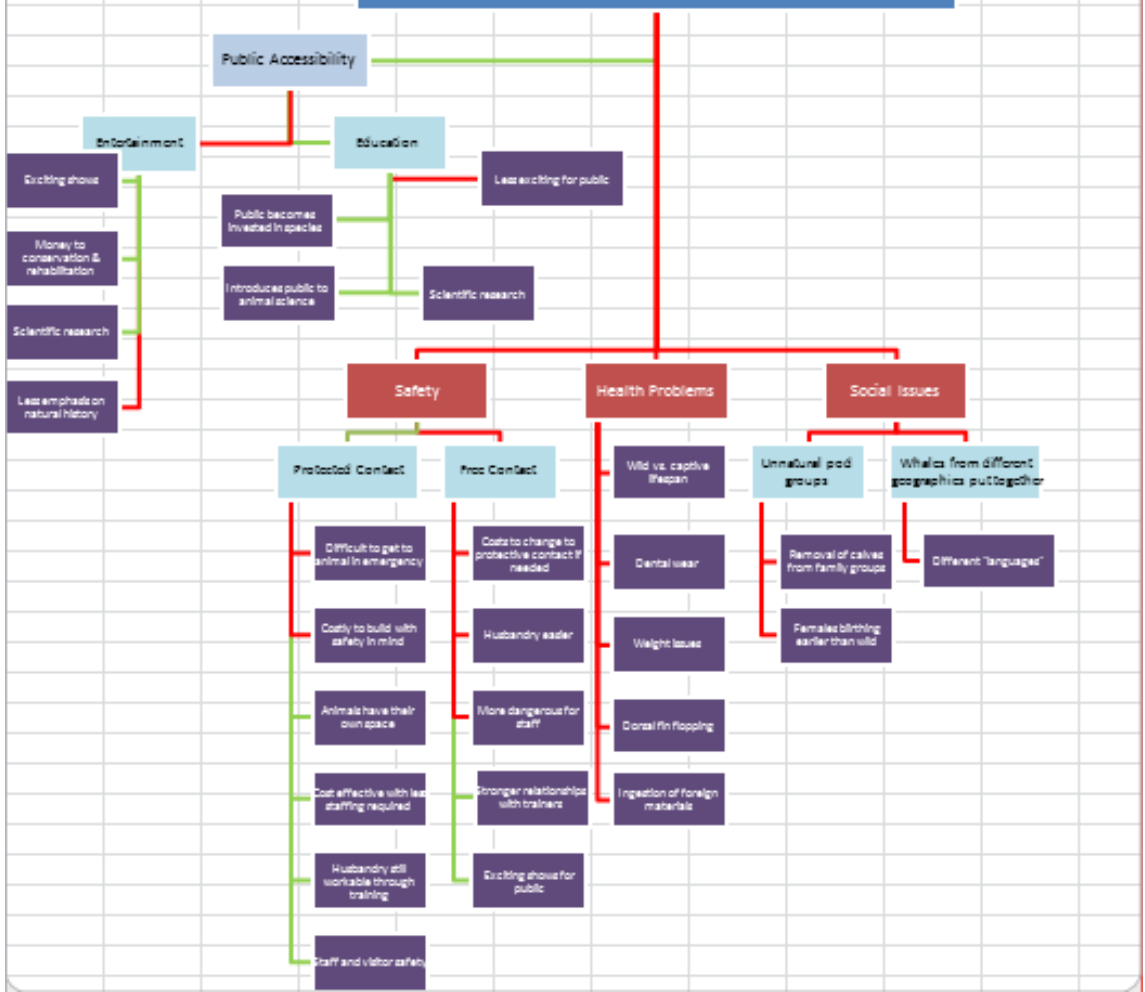 Public Accessibility
Entertainment
Education
Exciting shows
Less exciting for public
Public becomes
invested in species
Money to
conservation &
rehabilitation
Introduces public to
animal science
Scientific research
Scientific research
Less emphasis on
natural history
Safety
Health Problems
Social Issues
Protected Contact
Free Contact
Wild vs. captive
lifespan
Unnatural pod
groups
Whales from different
geographics put together
Difficult to get to
animal in emergency
Costs to change to
protective contact if
needed
Dental wear
Removal of calves
from family groups
Different "languages"
Costly to build with
safety in mind
Husbandry easier
Weight issues
Females birthing
earlier than wild
Animals have their
own space
More dangerous for
staff
Dorsal fin flopping
Cost effective with less
staffing required
Stronger relationships
with trainers
Ingestion of foreign
materials
Husbandry still
workable through
training
Exciting shows for
public
Staff and visitor safety